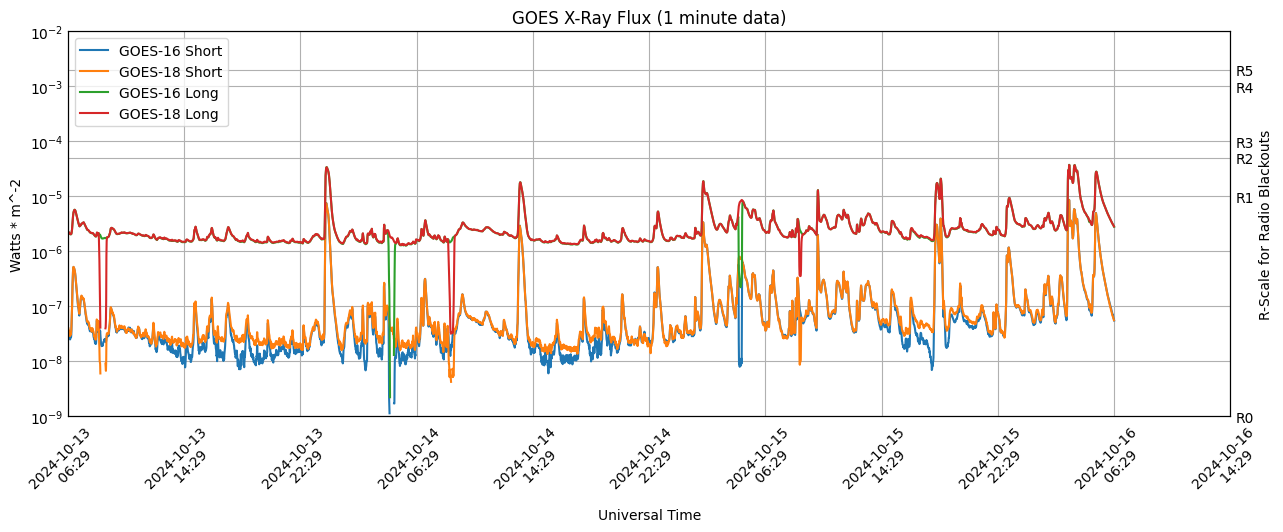 GOES X-Ray Flux (1 minute data)
GOES-16 Short
GOES-18 Short
GOES-16 Long
GOES-18 Long
10^-2
10^-3
10^-4
10^-5
10^-6
10^-7
10^-8
10^-9
Watts * m^-2
R5
R4
R3
R2
R1
R0
R-Scale for Radio Blackouts
2024-10-13
06:29
2024-10-13
14:29
2024-10-13
22:29
2024-10-14
06:29
2024-10-14
14:29
2024-10-14
22:29
2024-10-15
06:29
2024-10-15
14:29
2024-10-15
22:29
2024-10-16
06:29
2024-10-16
14:29
Universal Time